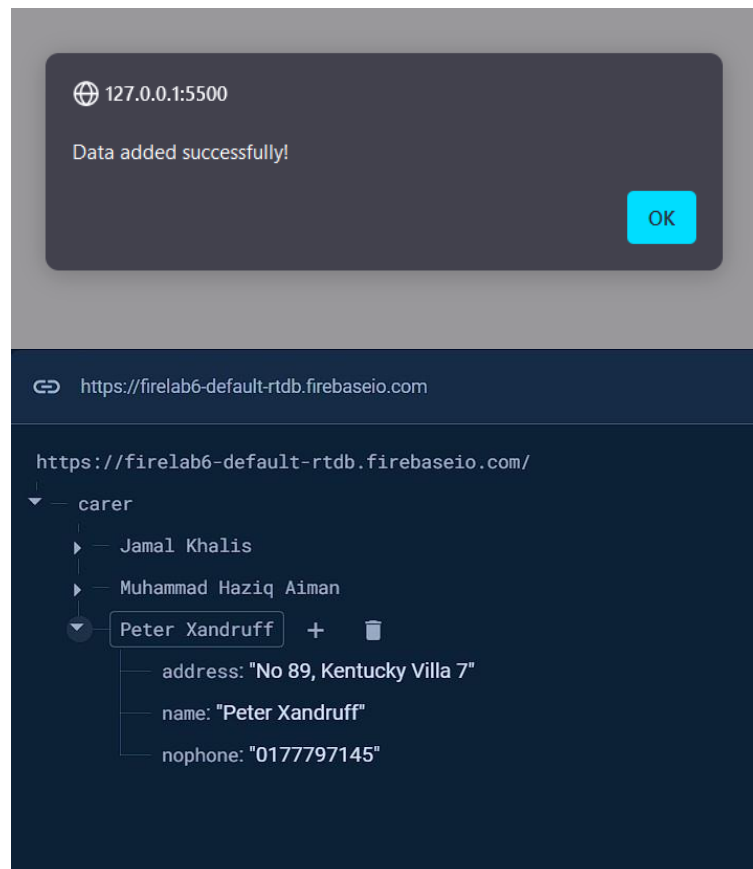 127.0.0.1:5500
Data added successfully!
OK
https://firelab6-default-rtdb.firebaseio.com
https://firelab6-default-rtdb.firebaseio.com/
carer
Jamal Khalis
Muhammad Haziq Aiman
Peter Xandruff
address: "No 89, Kentucky Villa 7"
name: "Peter Xandruff"
nophone: "0177797145"